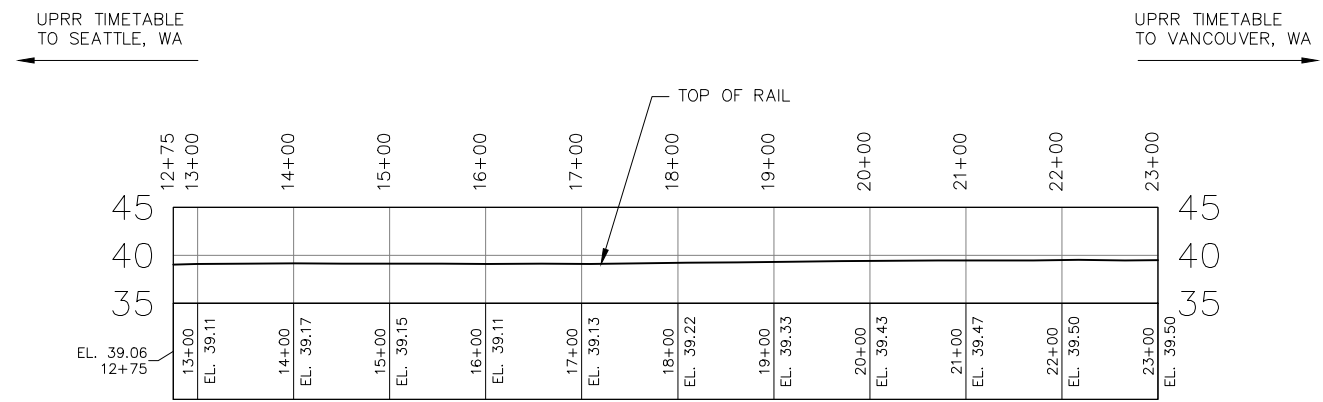 UPRR TIMETABLE
TO SEATTLE, WA
UPRR TIMETABLE
TO VANCOUVER, WA
TOP OF RAIL
12+75
13+00
14+00
15+00
16+00
17+00
18+00
19+00
20+00
21+00
22+00
23+00
45
45
40
40
35
35
EL. 39.06
12+75
13+00
EL. 39.11
14+00
EL. 39.17
15+00
EL. 39.15
16+00
EL. 39.11
17+00
EL. 39.13
18+00
EL. 39.22
19+00
EL. 39.33
20+00
EL. 39.43
21+00
EL. 39.47
22+00
EL. 39.50
23+00
EL. 39.50